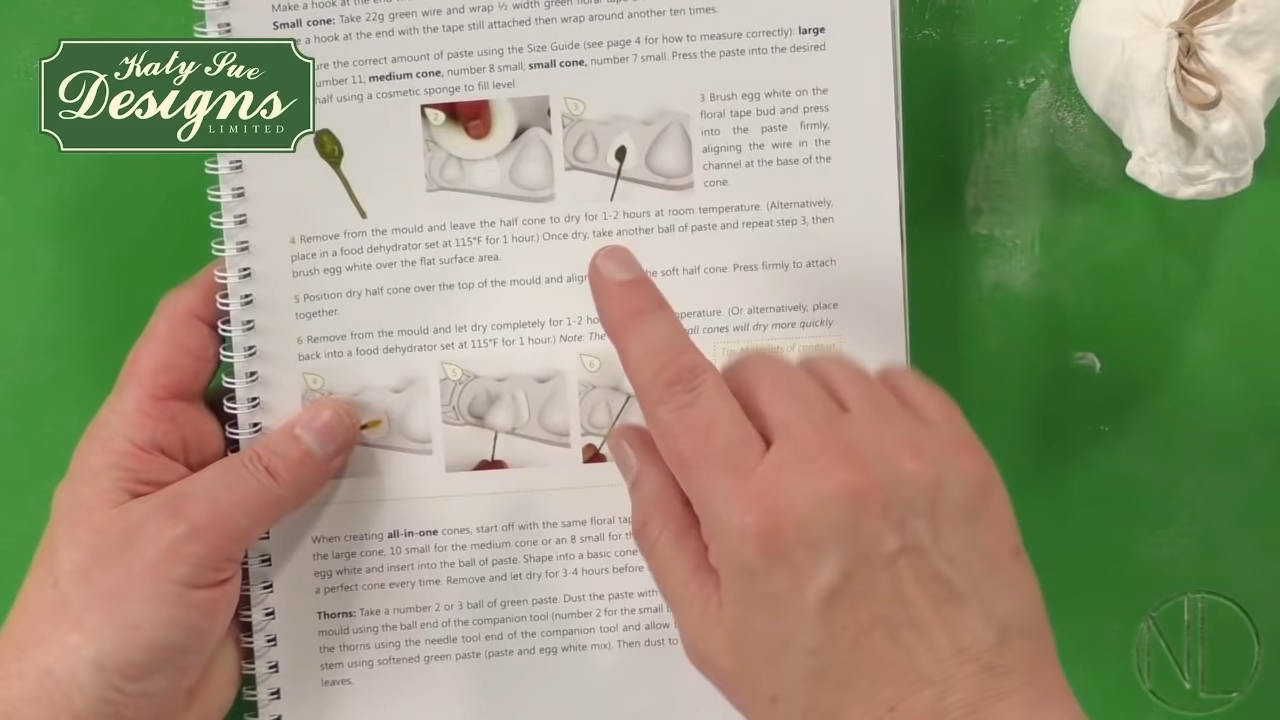 Make a hook at the end
Small cone: Take 22g green wire and wrap ½ width green floral tape
a hook at the end with the tape still attached then wrap around another ten times.
ure the correct amount of paste using the Size Guide (see page 4 for how to measure correctly): large
umber 11; medium cone, number 8 small; small cone, number 7 small. Press the paste into the desired
half using a cosmetic sponge to fill level.
Katy Sue
Designs
LIMITED
2
3
3 Brush egg white on the
floral tape bud and press
into the paste firmly,
aligning the wire in the
channel at the base of the
cone.
4 Remove from the mould and leave the half cone to dry for 1-2 hours at room temperature. (Alternatively,
place in a food dehydrator set at 115°F for 1 hour.) Once dry, take another ball of paste and repeat step 3, then
brush egg white over the flat surface area.
5 Position dry half cone over the top of the mould and align the soft half cone. Press firmly to attach
together.
6 Remove from the mould and let dry completely for 1-2 ho perature. (Or alternatively, place
back into a food dehydrator set at 115°F for 1 hour.) Note: The all cones will dry more quickly
Tip: of cones in
4
5
6
When creating all-in-one cones, start off with the same floral tap
the large cone, 10 small for the medium cone or an 8 small for th
egg white and insert into the ball of paste. Shape into a basic cone
a perfect cone every time. Remove and let dry for 3-4 hours before
Thorns: Take a number 2 or 3 ball of green paste. Dust the paste with
mould using the ball end of the companion tool (number 2 for the small
the thorns using the needle tool end of the companion tool and allow
stem using softened green paste (paste and egg white mix). Then dust to
leaves.
NL